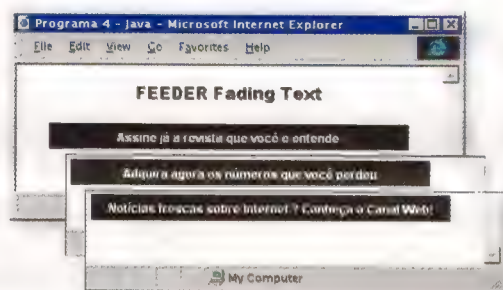 Programa 4 - Java - Microsoft Internet Explorer
File Edit View Go Favorites Help
FEEDER Fading Text
Assine já a revista que você e entende
Adquira agora os números que você perdeu
Notícias frescas sobre Internet ? Conheça o Canal Web!
My Computer